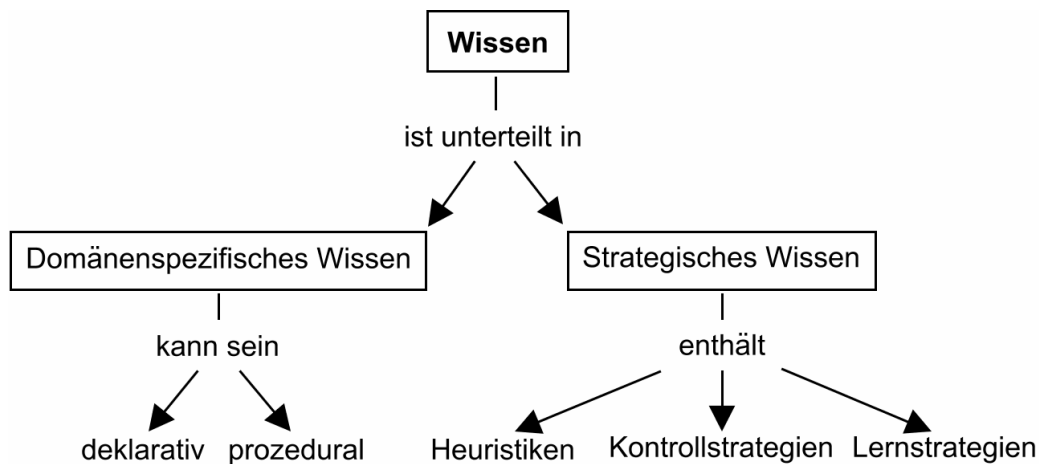 Wissen
ist unterteilt in
Domänenspezifisches Wissen
Strategisches Wissen
kann sein
enthält
deklarativ
prozedural
Heuristiken
Kontrollstrategien
Lernstrategien